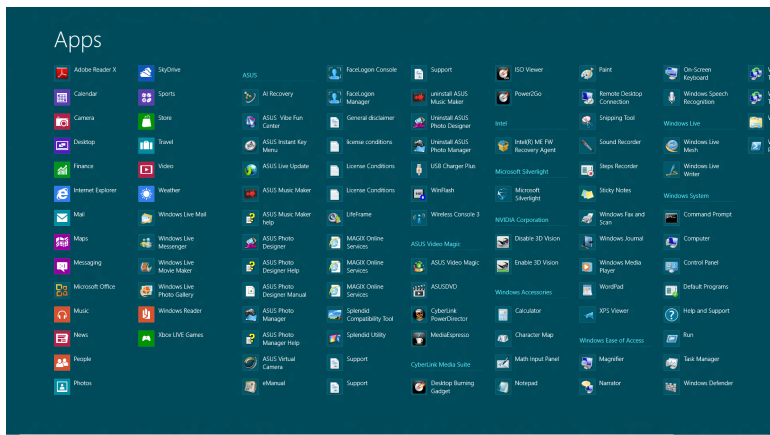 Apps
Adobe Reader X
Calendar
Camera
Desktop
Finance
Internet Explorer
Mail
Maps
Messaging
Microsoft Office
Music
News
People
Photos
SkyDrive
Sports
Store
Travel
Video
Weather
Windows Live Mail
Windows Live
Messenger
Windows Live
Movie Maker
Windows Live
Photo Gallery
Windows Reader
Xbox LIVE Games
ASUS
AI Recovery
ASUS Vibe Fun
Center
ASUS Instant Key
Menu
ASUS Live Update
ASUS Music Maker
ASUS Music Maker
help
ASUS Photo
Designer
ASUS Photo
Designer Help
ASUS Photo
Designer Manual
ASUS Photo
Manager
ASUS Photo
Manager Help
ASUS Virtual
Camera
eManual
FaceLogon Console
FaceLogon
Manager
General disclaimer
license conditions
License Conditions
License Conditions
LifeFrame
MAGIX Online
Services
MAGIX Online
Services
MAGIX Online
Services
Splendid
Compatibility Tool
Splendid Utility
Support
Support
Support
uninstall ASUS
Music Maker
Uninstall ASUS
Photo Designer
Uninstall ASUS
Photo Manager
USB Charger Plus
WinFlash
Wireless Console 3
ASUS Video Magic
ASUS Video Magic
ASUSDVD
CyberLink
PowerDirector
MediaEspresso
CyberLink Media Suite
Desktop Burning
Gadget
ISO Viewer
Power2Go
Intel
Intel(R) ME FW
Recovery Agent
Microsoft Silverlight
Microsoft
Silverlight
NVIDIA Corporation
Disable 3D Vision
Enable 3D Vision
Windows Accessories
Calculator
Character Map
Math Input Panel
Notepad
Paint
Remote Desktop
Connection
Snipping Tool
Sound Recorder
Steps Recorder
Sticky Notes
Windows Fax and
Scan
Windows Journal
Windows Media
Player
WordPad
XPS Viewer
Windows Ease of Access
Magnifier
Narrator
On-Screen
Keyboard
Windows Speech
Recognition
Windows Live
Windows Live
Mesh
Windows Live
Writer
Windows System
Command Prompt
Computer
Control Panel
Default Programs
Help and Support
Run
Task Manager
Windows Defender